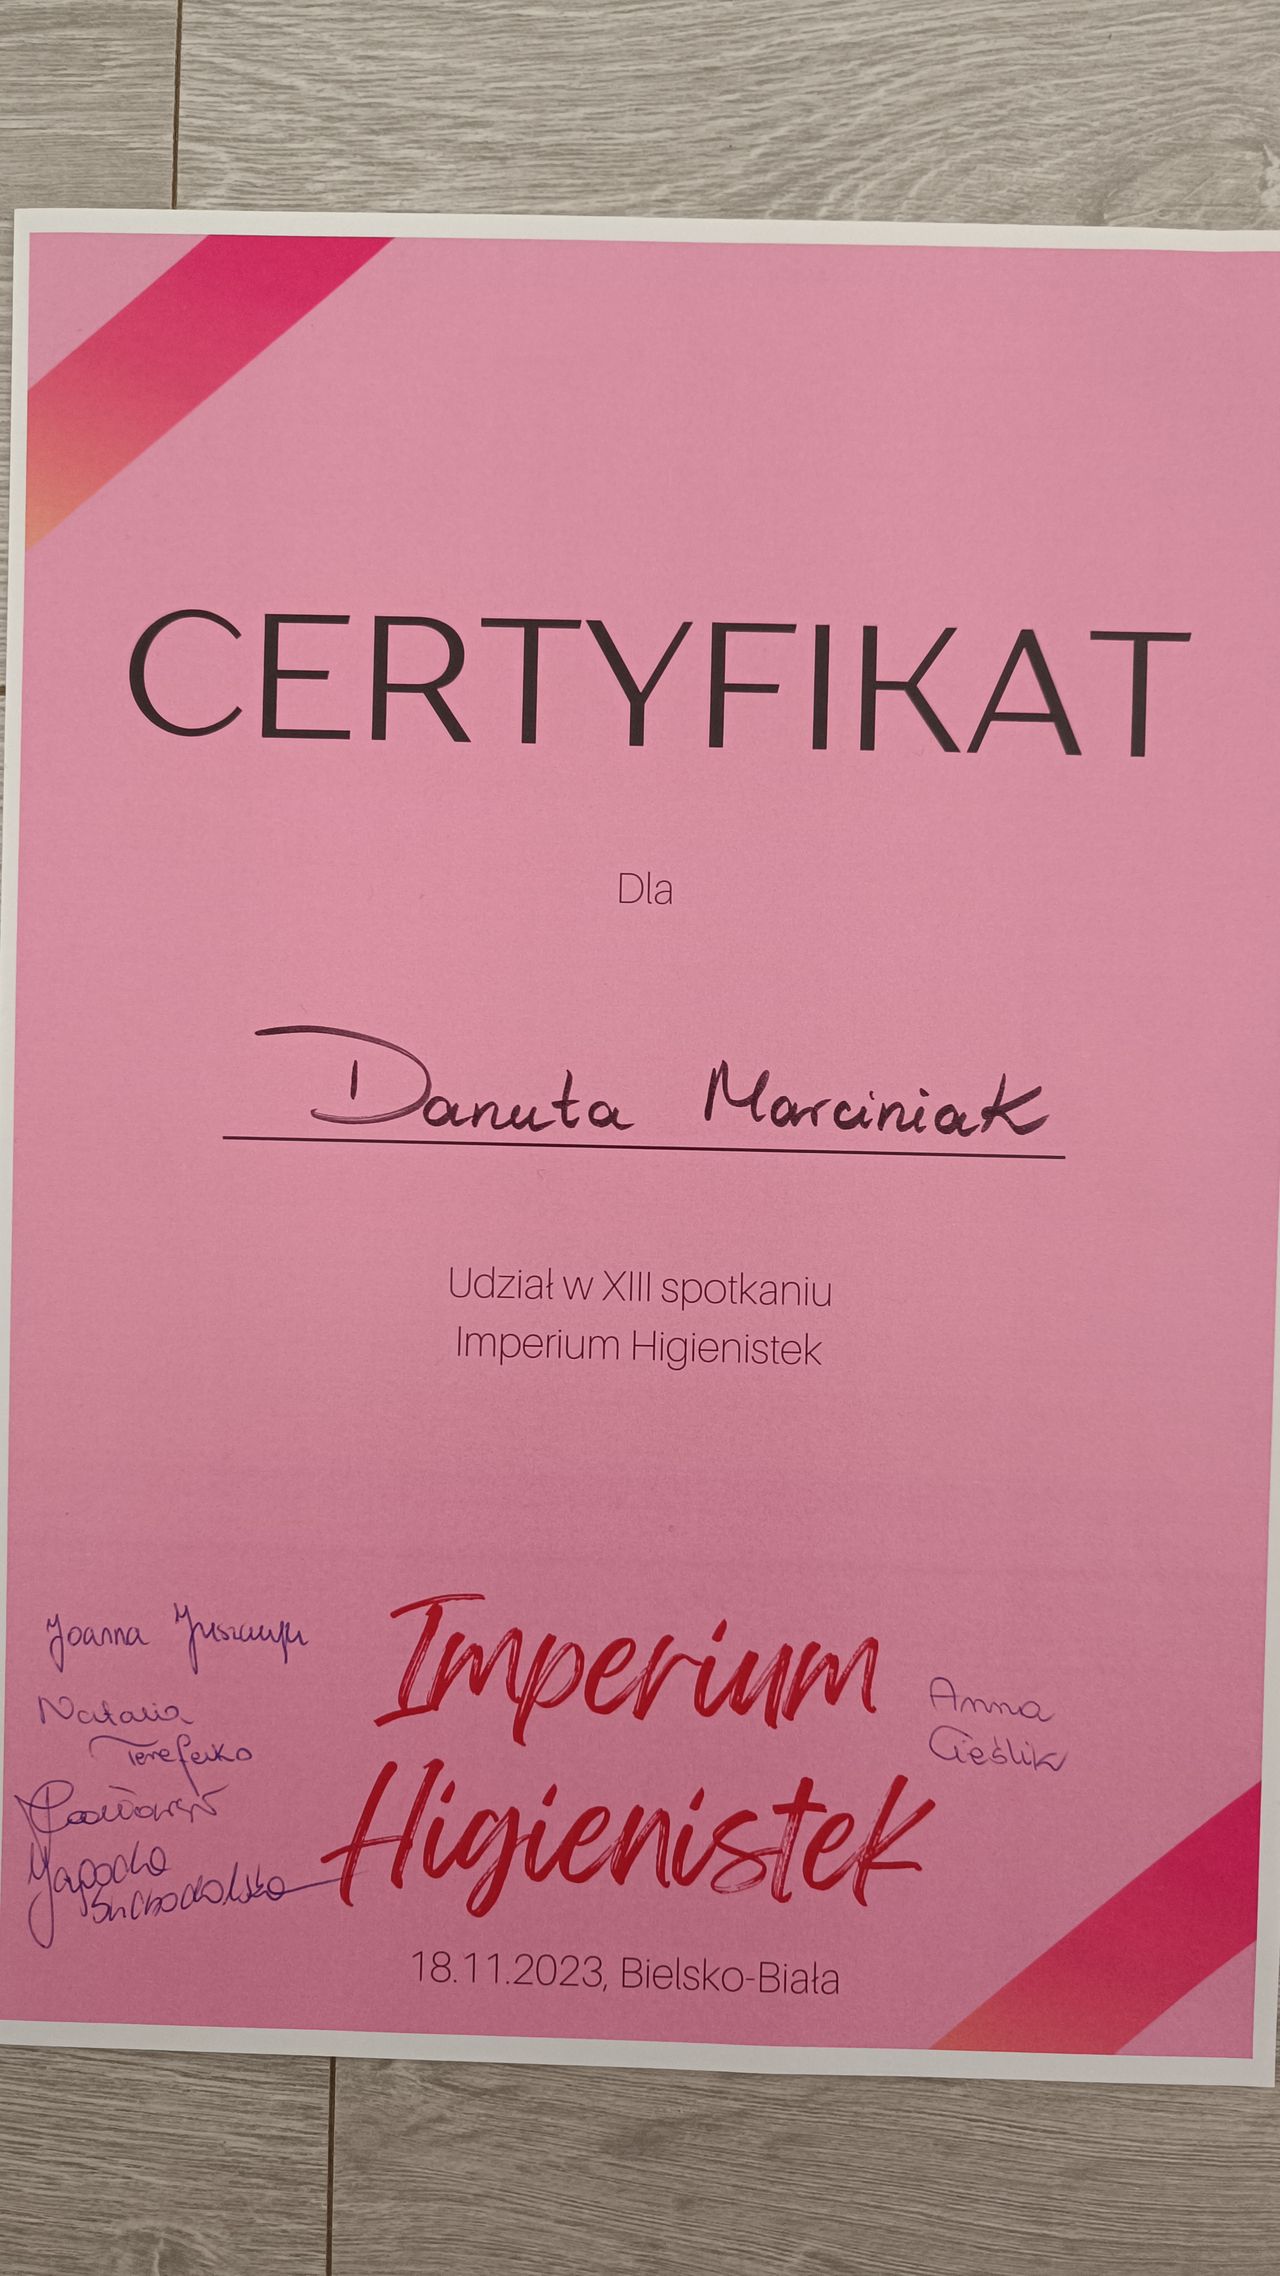 CERTYFIKAT
Dla
Danuta Marciniak
Udział w XIII spotkaniu
Imperium Higienistek
Joanna
Natalia
Anna
Cieślik
Suchodolska
Imperium
Higienistek
18.11.2023, Bielsko-Biała